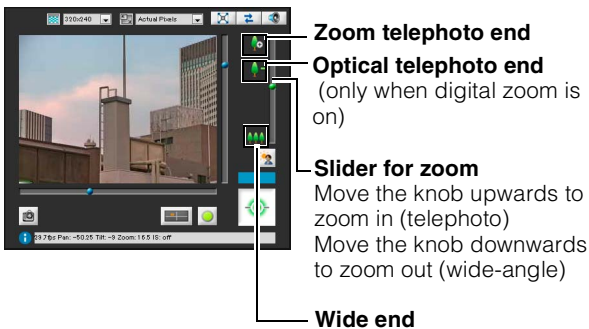 320x240 Actual Pixels
Zoom telephoto end
Optical telephoto end
(only when digital zoom is
on)
Slider for zoom
Move the knob upwards to
zoom in (telephoto)
Move the knob downwards
to zoom out (wide-angle)
29.7fps Pan: -50.25 Tilt: -9 Zoom: 16.5 IS: off
Wide end